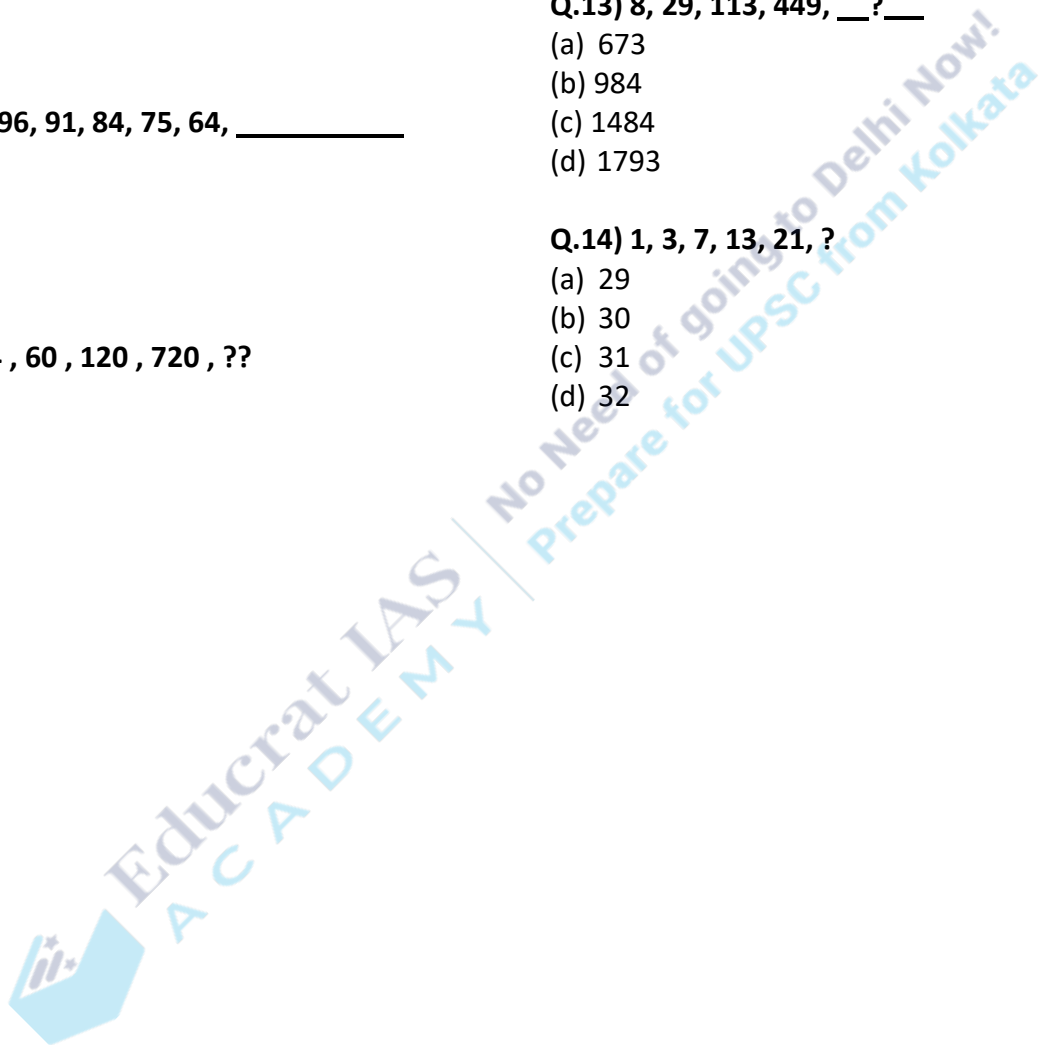 96, 91, 84, 75, 64, __________
, 60 , 120 , 720 , ??
Q.13) 8, 29, 113, 449, __?__
(a) 673
(b) 984
(c) 1484
(d) 1793
Q.14) 1, 3, 7, 13, 21, ?
(a) 29
(b) 30
(c) 31
(d) 32
Educrat IAS
ACADEMY
No Need of going to Delhi Now!
Prepare for UPSC from Kolkata